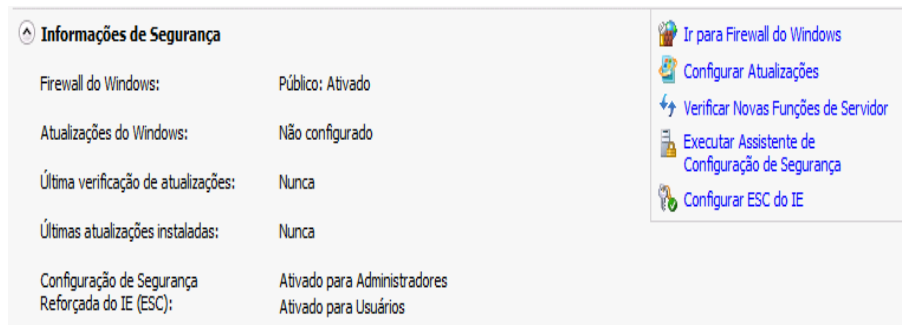 Informações de Segurança
Firewall do Windows: Público: Ativado
Atualizações do Windows: Não configurado
Última verificação de atualizações: Nunca
Últimas atualizações instaladas: Nunca
Configuração de Segurança Ativado para Administradores
Reforçada do IE (ESC): Ativado para Usuários
Ir para Firewall do Windows
Configurar Atualizações
Verificar Novas Funções de Servidor
Executar Assistente de
Configuração de Segurança
Configurar ESC do IE